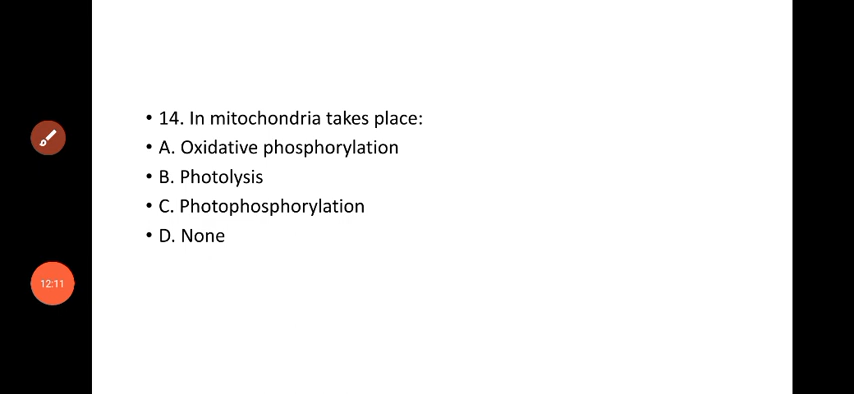 • 14. In mitochondria takes place:
• A. Oxidative phosphorylation
• B. Photolysis
• C. Photophosphorylation
• D. None
12:11